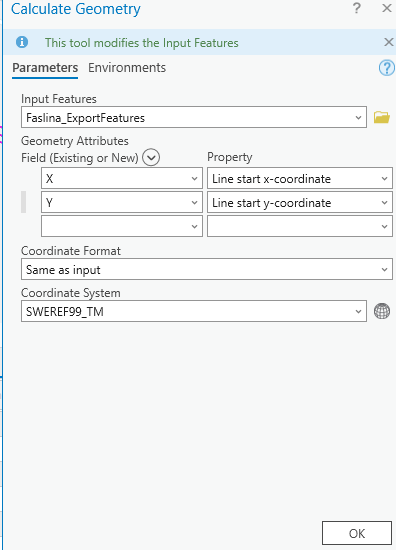 Calculate Geometry
This tool modifies the Input Features
Parameters Environments
Input Features
Faslina_ExportFeatures
Geometry Attributes
Field (Existing or New) Property
X Line start x-coordinate
Y Line start y-coordinate
Coordinate Format
Same as input
Coordinate System
SWEREF99_TM
OK